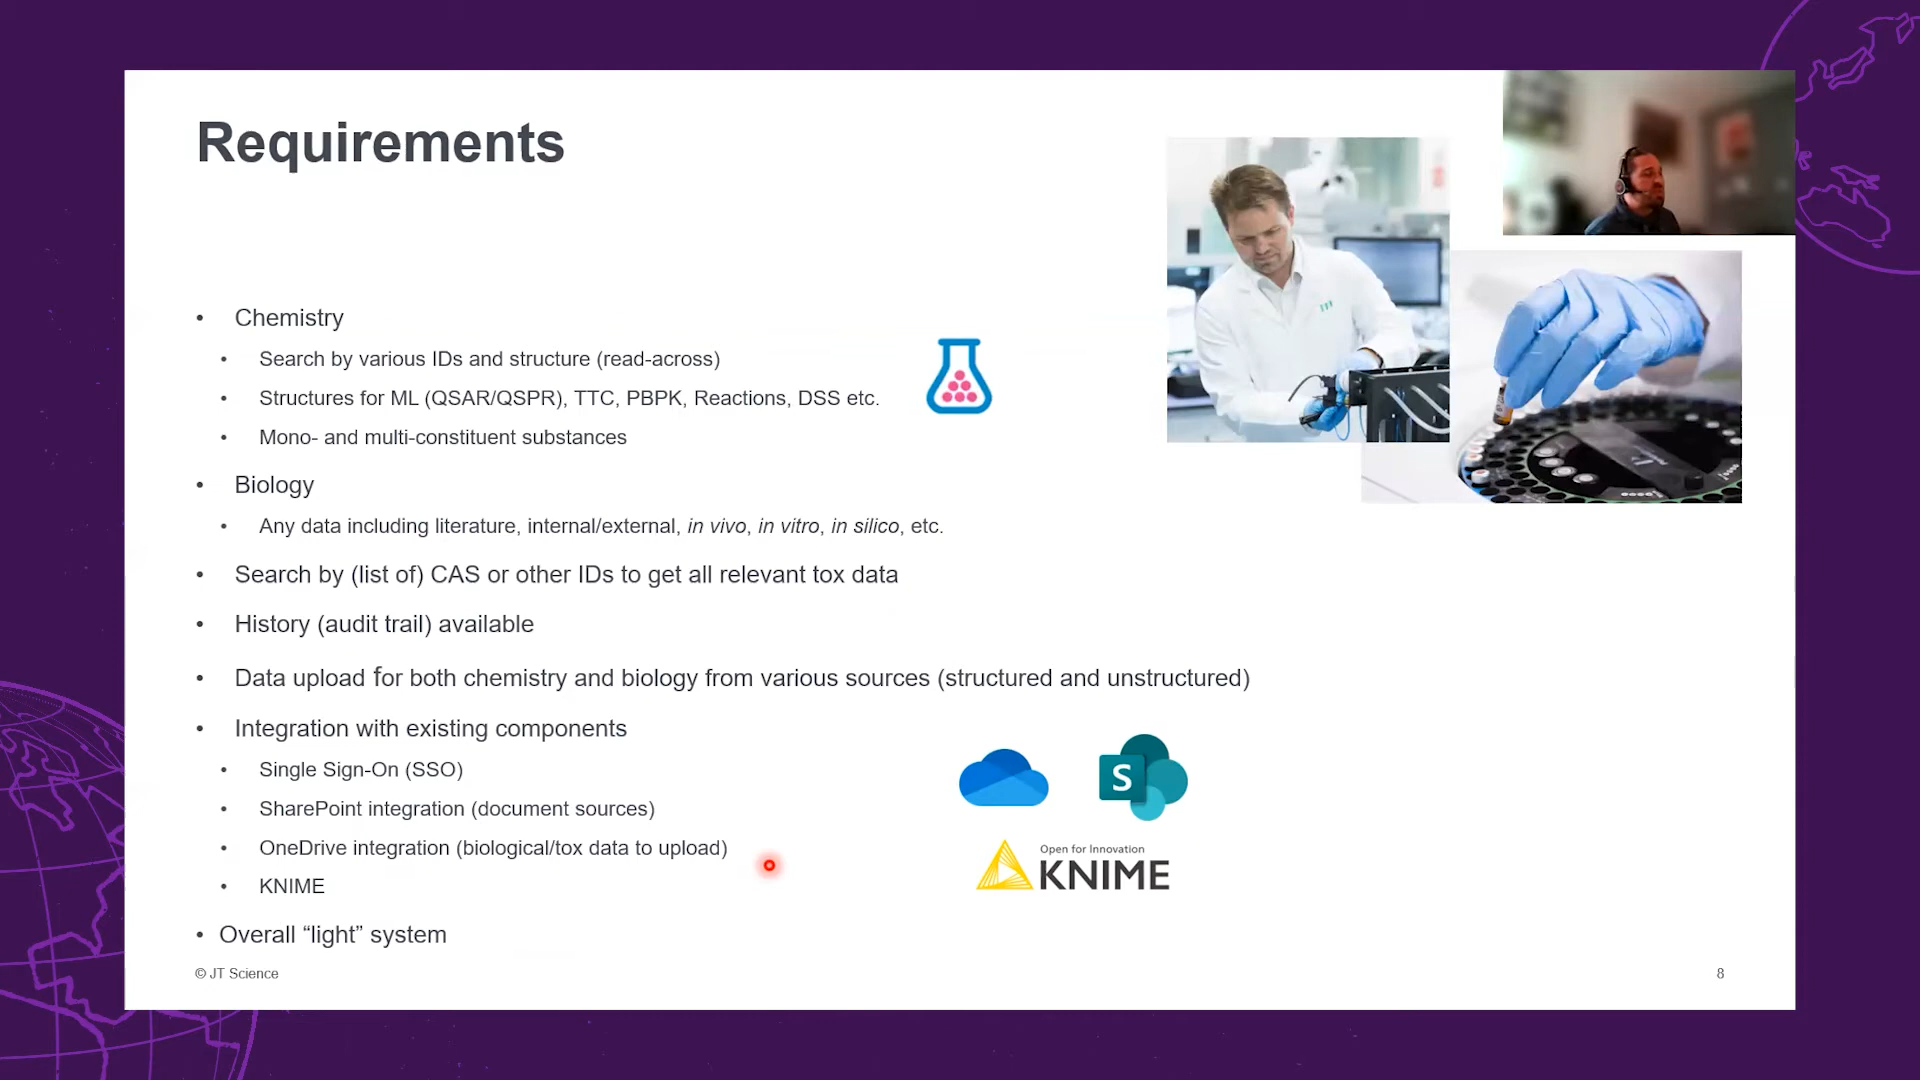 Requirements
• Chemistry
• Search by various IDs and structure (read-across)
• Structures for ML (QSAR/QSPR), TTC, PBPK, Reactions, DSS etc.
• Mono- and multi-constituent substances
• Biology
• Any data including literature, internal/external, in vivo, in vitro, in silico, etc.
• Search by (list of) CAS or other IDs to get all relevant tox data
• History (audit trail) available
• Data upload for both chemistry and biology from various sources (structured and unstructured)
• Integration with existing components
• Single Sign-On (SSO)
• SharePoint integration (document sources)
• OneDrive integration (biological/tox data to upload)
• KNIME
• Overall “light” system
S
Open for Innovation
KNIME
© JT Science
8